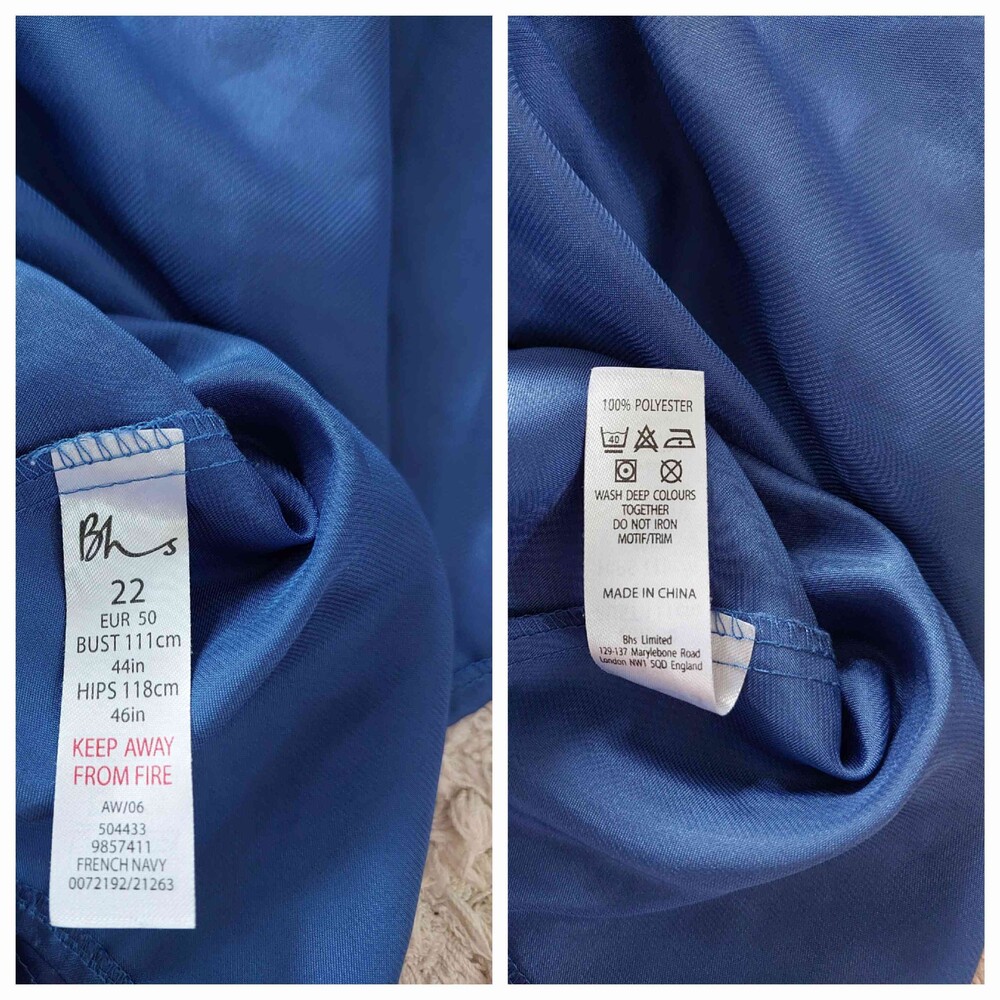 Bhs
22
EUR 50
BUST 111cm
44in
HIPS 118cm
46in
KEEP AWAY
FROM FIRE
AW/06
504433
9857411
FRENCH NAVY
0072192/21263
100% POLYESTER
40
WASH DEEP COLOURS
TOGETHER
DO NOT IRON
MOTIF/TRIM
MADE IN CHINA
Bhs Limited
129-137 Marylebone Road
London NW1 5QD England